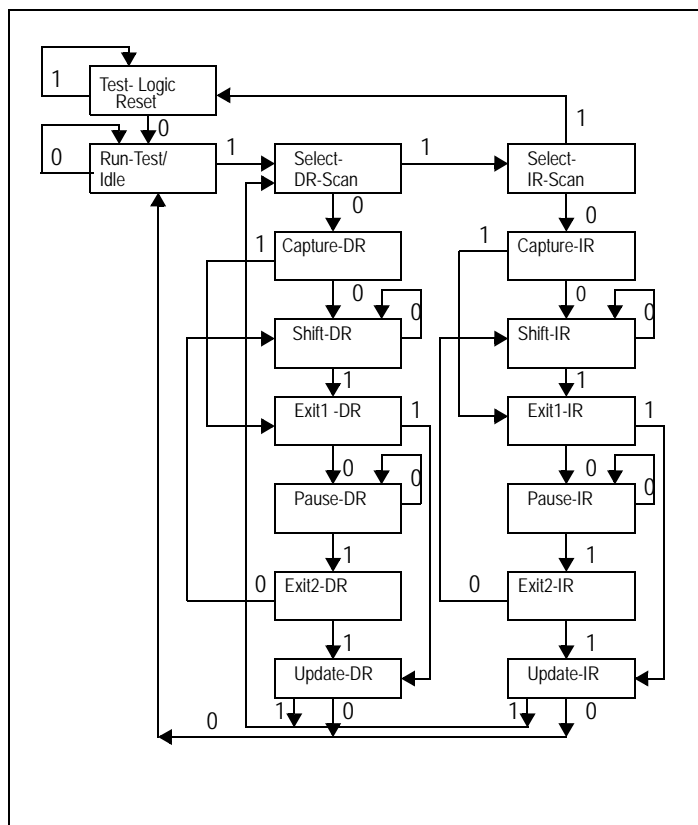 1
Test- Logic
Reset
0
1
0
Run-Test/
Idle
1
Select-
DR-Scan
1
Select-
IR-Scan
0
0
1
Capture-DR
1
Capture-IR
0
0
Shift-DR
0
Shift-IR
0
1
1
Exit1 -DR
1
Exit1-IR
1
0
0
Pause-DR
0
Pause-IR
0
1
1
0
Exit2-DR
0
Exit2-IR
1
1
Update-DR
Update-IR
0
1
0
1
0